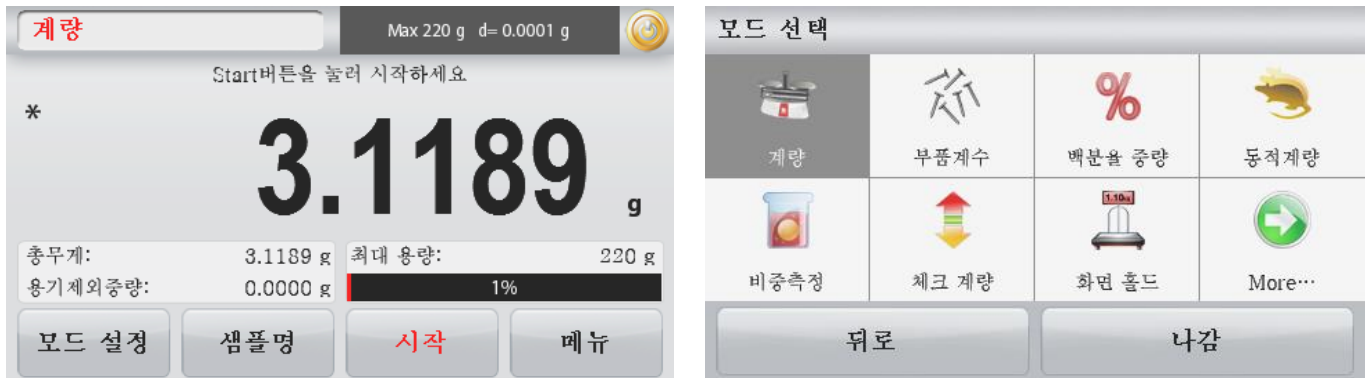 계량
Max 220 g d= 0.0001 g
Start버튼을 눌러 시작하세요
*
3.1189 g
총무게: 3.1189 g
용기제외중량: 0.0000 g
최대 용량: 220 g
1%
모드 설정 샘플명 시작 메뉴
모드 선택
계량 부품계수 백분율 중량 동적계량
1.10kg
비중측정 체크 계량 화면 홀드 More…
뒤로 나감